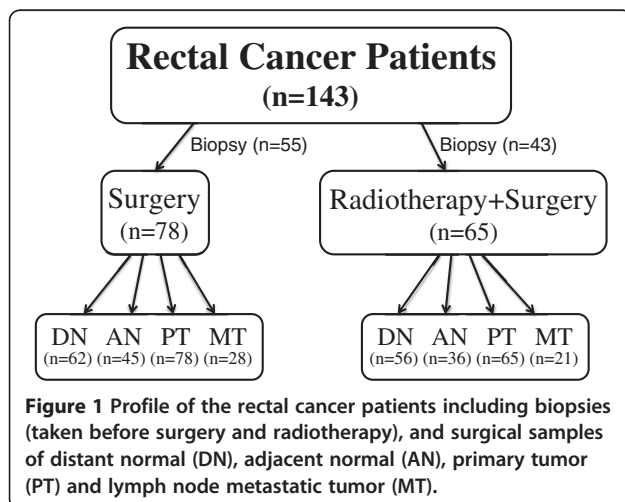 Rectal Cancer Patients
(n=143)
Biopsy (n=55)
Biopsy (n=43)
Surgery
(n=78)
Radiotherapy+Surgery
(n=65)
DN AN PT MT
(n=62) (n=45) (n=78) (n=28)
DN AN PT MT
(n=56) (n=36) (n=65) (n=21)
Figure 1 Profile of the rectal cancer patients including biopsies
(taken before surgery and radiotherapy), and surgical samples
of distant normal (DN), adjacent normal (AN), primary tumor
(PT) and lymph node metastatic tumor (MT).